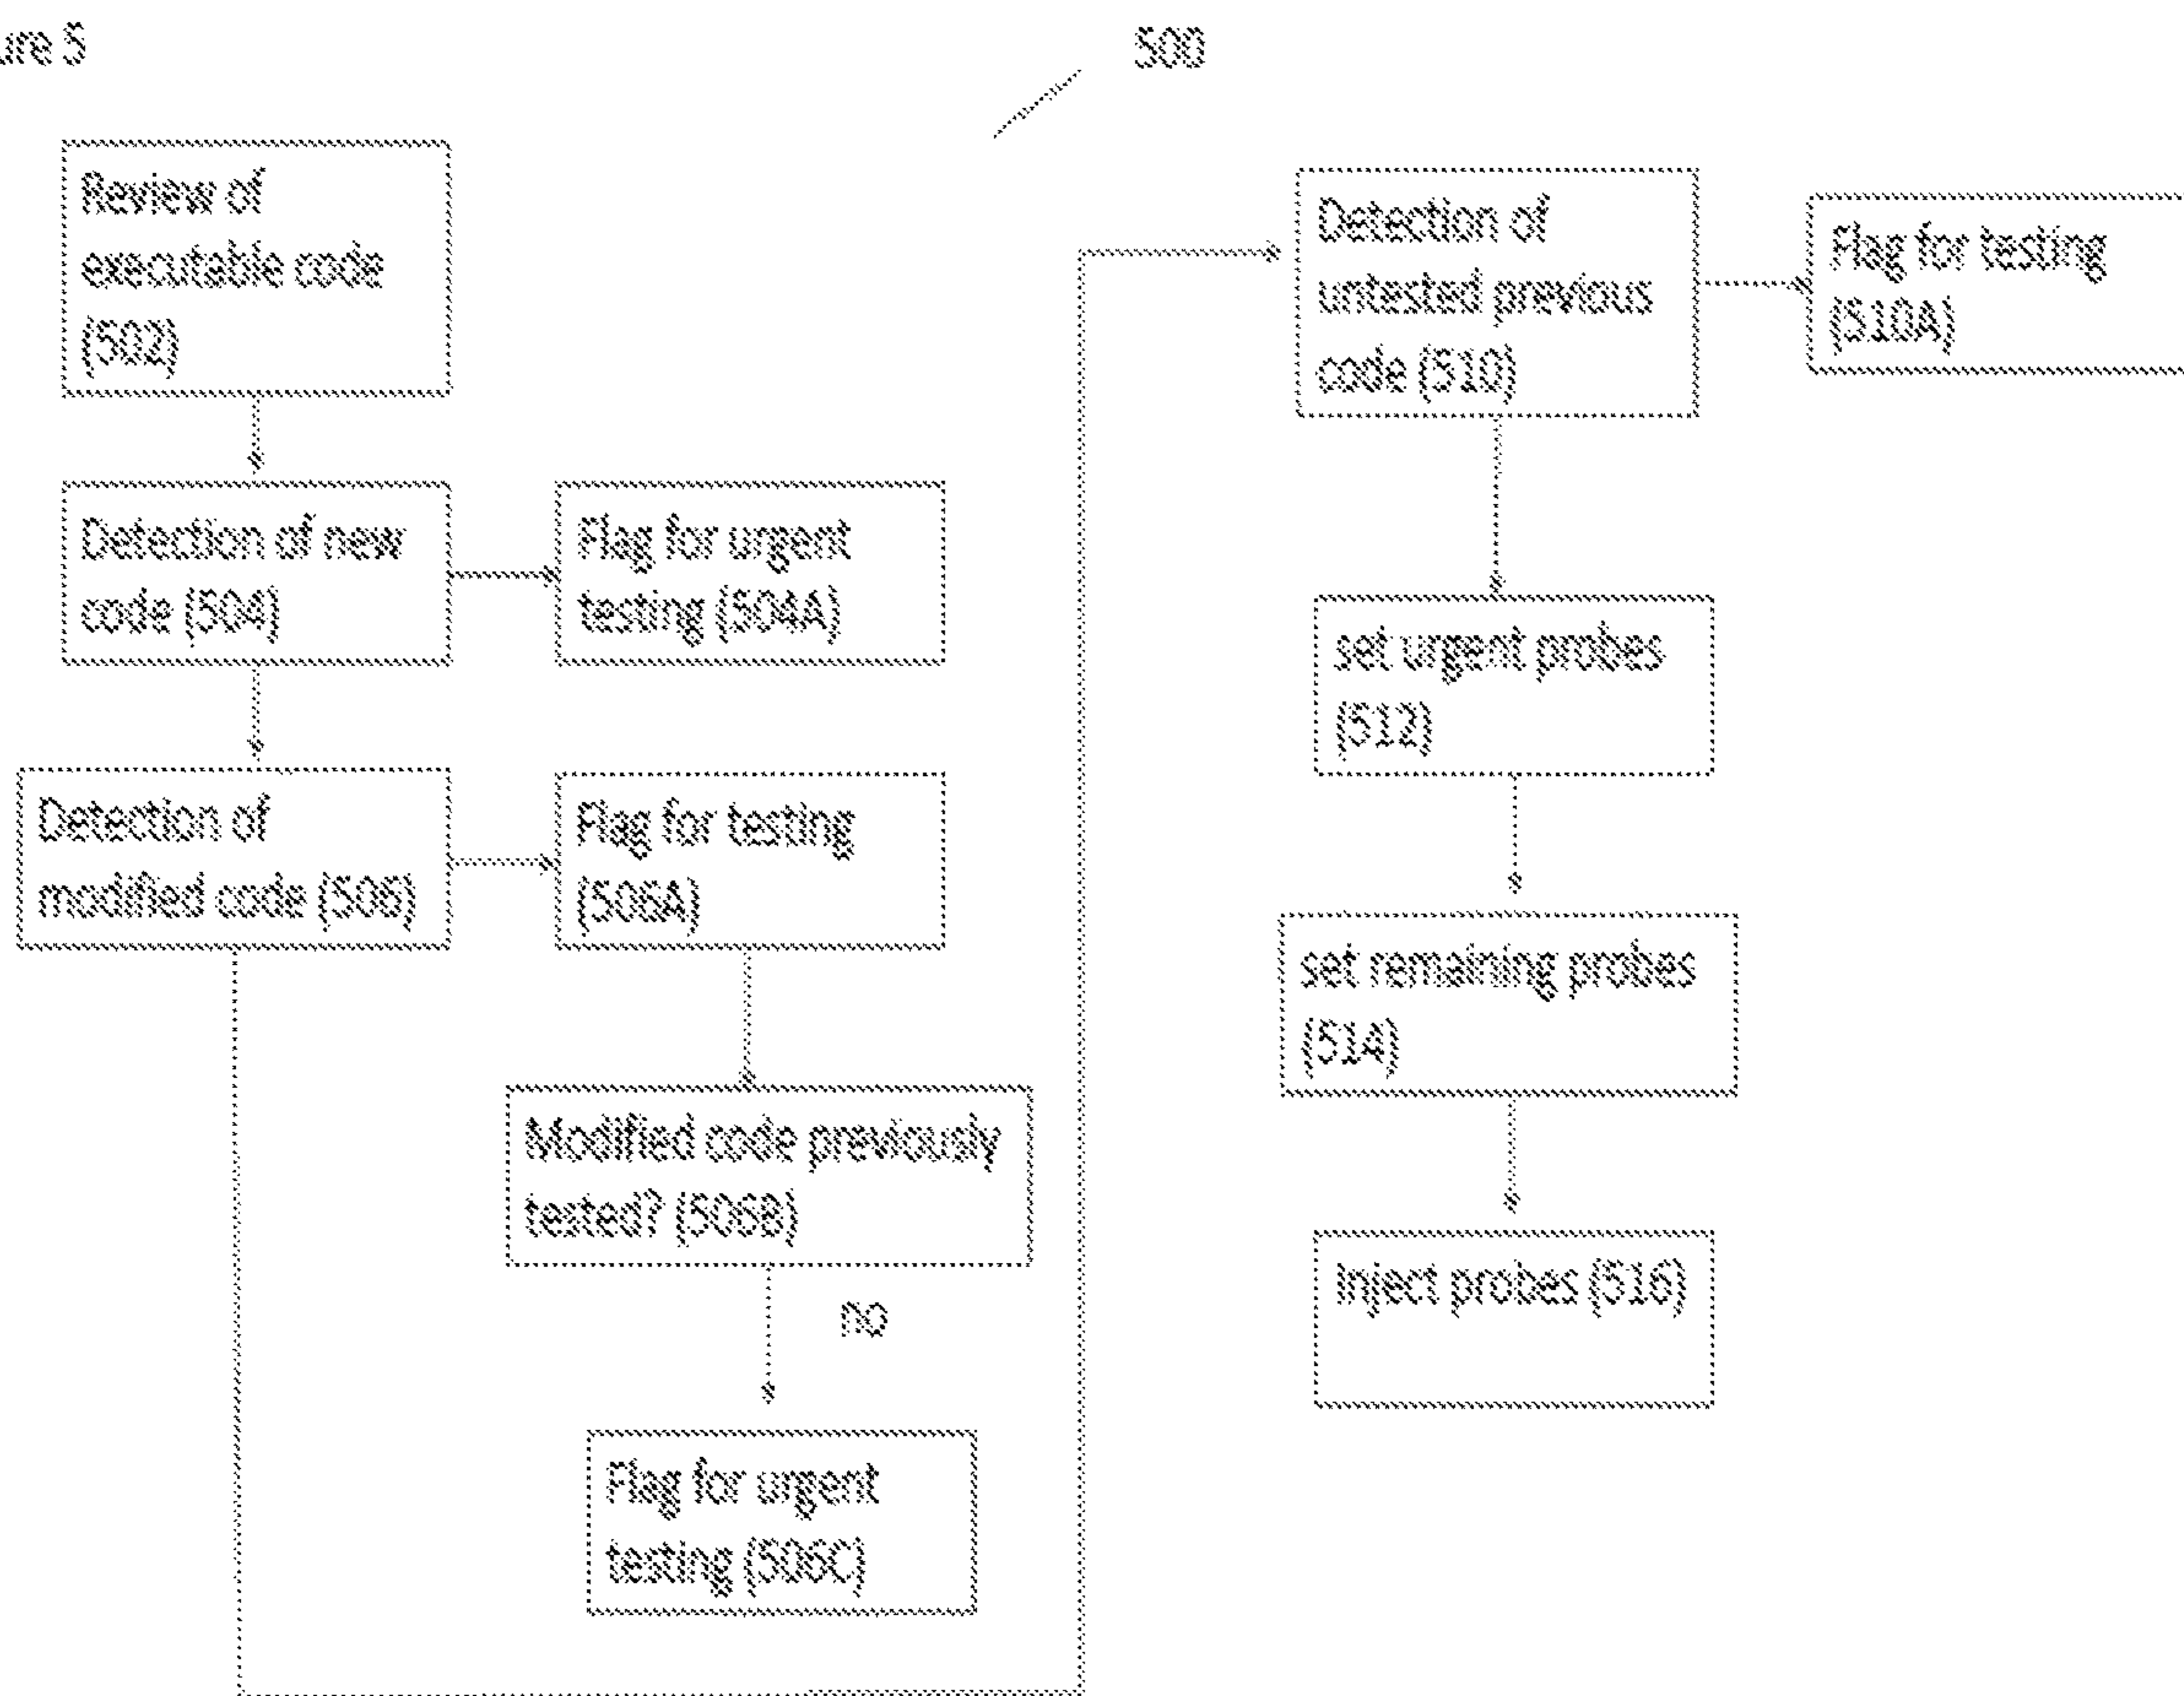 ure 5
500
Review of
executable code
(502)
Detection of new
code (504)
Flag for urgent
testing (504A)
Detection of
modified code (506)
Flag for testing
(506A)
Modified code previously
tested? (506B)
no
Flag for urgent
testing (506C)
Detection of
untested previous
code (510)
Flag for testing
(510A)
set urgent probes
(512)
set remaining probes
(514)
Inject probes (516)